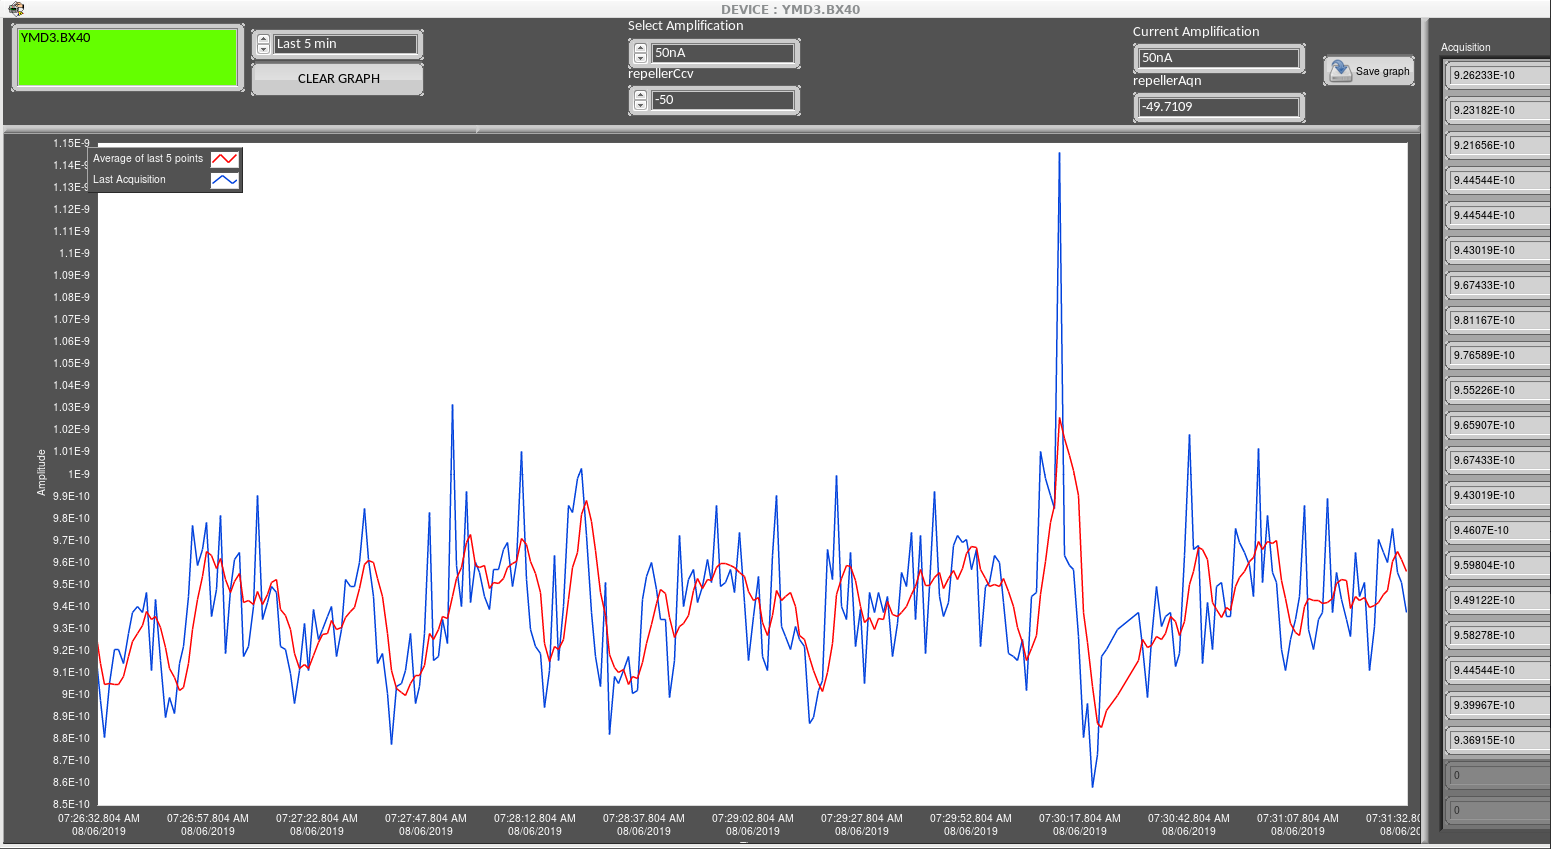 DEVICE : YMD3.BX40
YMD3.BX40
Last 5 min
CLEAR GRAPH
Select Amplification
50nA
repellerCcv
-50
Current Amplification
50nA
repellerAqn
-49.7109
Save graph
Acquisition
9.26233E-10
9.23182E-10
9.21656E-10
9.44544E-10
9.44544E-10
9.43019E-10
9.67433E-10
9.81167E-10
9.76589E-10
9.55226E-10
9.65907E-10
9.67433E-10
9.43019E-10
9.4607E-10
9.59804E-10
9.49122E-10
9.58278E-10
9.44544E-10
9.39967E-10
9.36915E-10
0
0
Average of last 5 points
Last Acquisition
Amplitude
1.15E-9
1.14E-9
1.13E-9
1.12E-9
1.11E-9
1.1E-9
1.09E-9
1.08E-9
1.07E-9
1.06E-9
1.05E-9
1.04E-9
1.03E-9
1.02E-9
1.01E-9
1E-9
9.9E-10
9.8E-10
9.7E-10
9.6E-10
9.5E-10
9.4E-10
9.3E-10
9.2E-10
9.1E-10
9E-10
8.9E-10
8.8E-10
8.7E-10
8.6E-10
8.5E-10
07:26:32.804 AM
08/06/2019
07:26:57.804 AM
08/06/2019
07:27:22.804 AM
08/06/2019
07:27:47.804 AM
08/06/2019
07:28:12.804 AM
08/06/2019
07:28:37.804 AM
08/06/2019
07:29:02.804 AM
08/06/2019
07:29:27.804 AM
08/06/2019
07:29:52.804 AM
08/06/2019
07:30:17.804 AM
08/06/2019
07:30:42.804 AM
08/06/2019
07:31:07.804 AM
08/06/2019
07:31:32.80
08/06/20